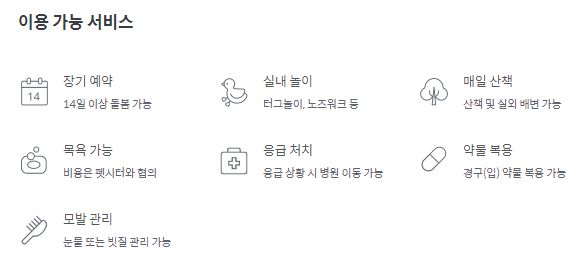 이용 가능 서비스
14
장기 예약
14일 이상 돌봄 가능
실내 놀이
터그놀이, 노즈워크 등
매일 산책
산책 및 실외 배변 가능
목욕 가능
비용은 펫시터와 협의
응급 처치
응급 상황 시 병원 이동 가능
약물 복용
경구(입) 약물 복용 가능
모발 관리
눈물 또는 빗질 관리 가능